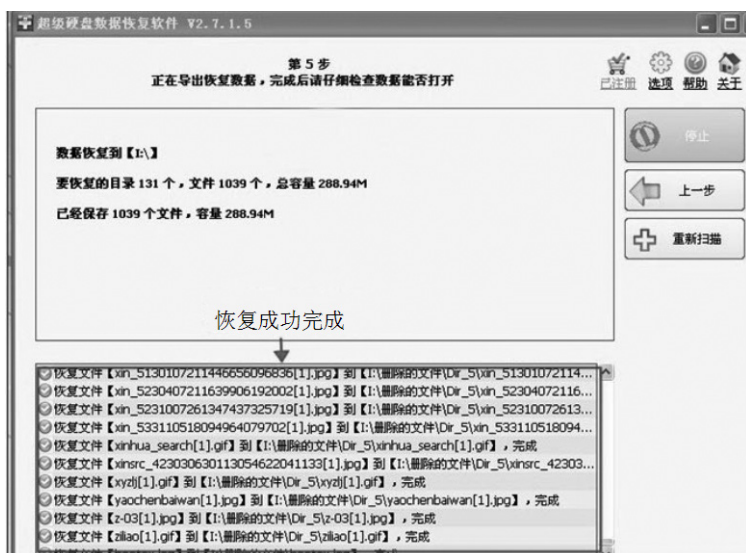 超级硬盘数据恢复软件 V2.7.1.5
第 5 步
正在导出恢复数据，完成后请仔细检查数据能否打开
已注册 选项 帮助 关于
数据恢复到【I:\】
要恢复的目录 131 个，文件 1039 个，总容量 288.94M
已经保存 1039 个文件，容量 288.94M
停止
上一步
重新扫描
恢复成功完成
恢复文件【xin_5130107211446656096836[1].jpg】到【I:\删除的文件\Dir_5\xin_51301072114...
恢复文件【xin_5230407211639906192002[1].jpg】到【I:\删除的文件\Dir_5\xin_52304072116...
恢复文件【xin_5231007261347437325719[1].jpg】到【I:\删除的文件\Dir_5\xin_52310072613...
恢复文件【xin_5331105180949640797​02[1].jpg】到【I:\删除的文件\Dir_5\xin_533110518094...
恢复文件【xinhua_search[1].gif】到【I:\删除的文件\Dir_5\xinhua_search[1].gif】，完成
恢复文件【xinsrc_4230306301130546220411​33[1].jpg】到【I:\删除的文件\Dir_5\xinsrc_42303...
恢复文件【xyzlj[1].gif】到【I:\删除的文件\Dir_5\xyzlj[1].gif】，完成
恢复文件【yaochenbaiwan[1].jpg】到【I:\删除的文件\Dir_5\yaochenbaiwan[1].jpg】，完成
恢复文件【z-03[1].jpg】到【I:\删除的文件\Dir_5\z-03[1].jpg】，完成
恢复文件【ziliao[1].gif】到【I:\删除的文件\Dir_5\ziliao[1].gif】，完成